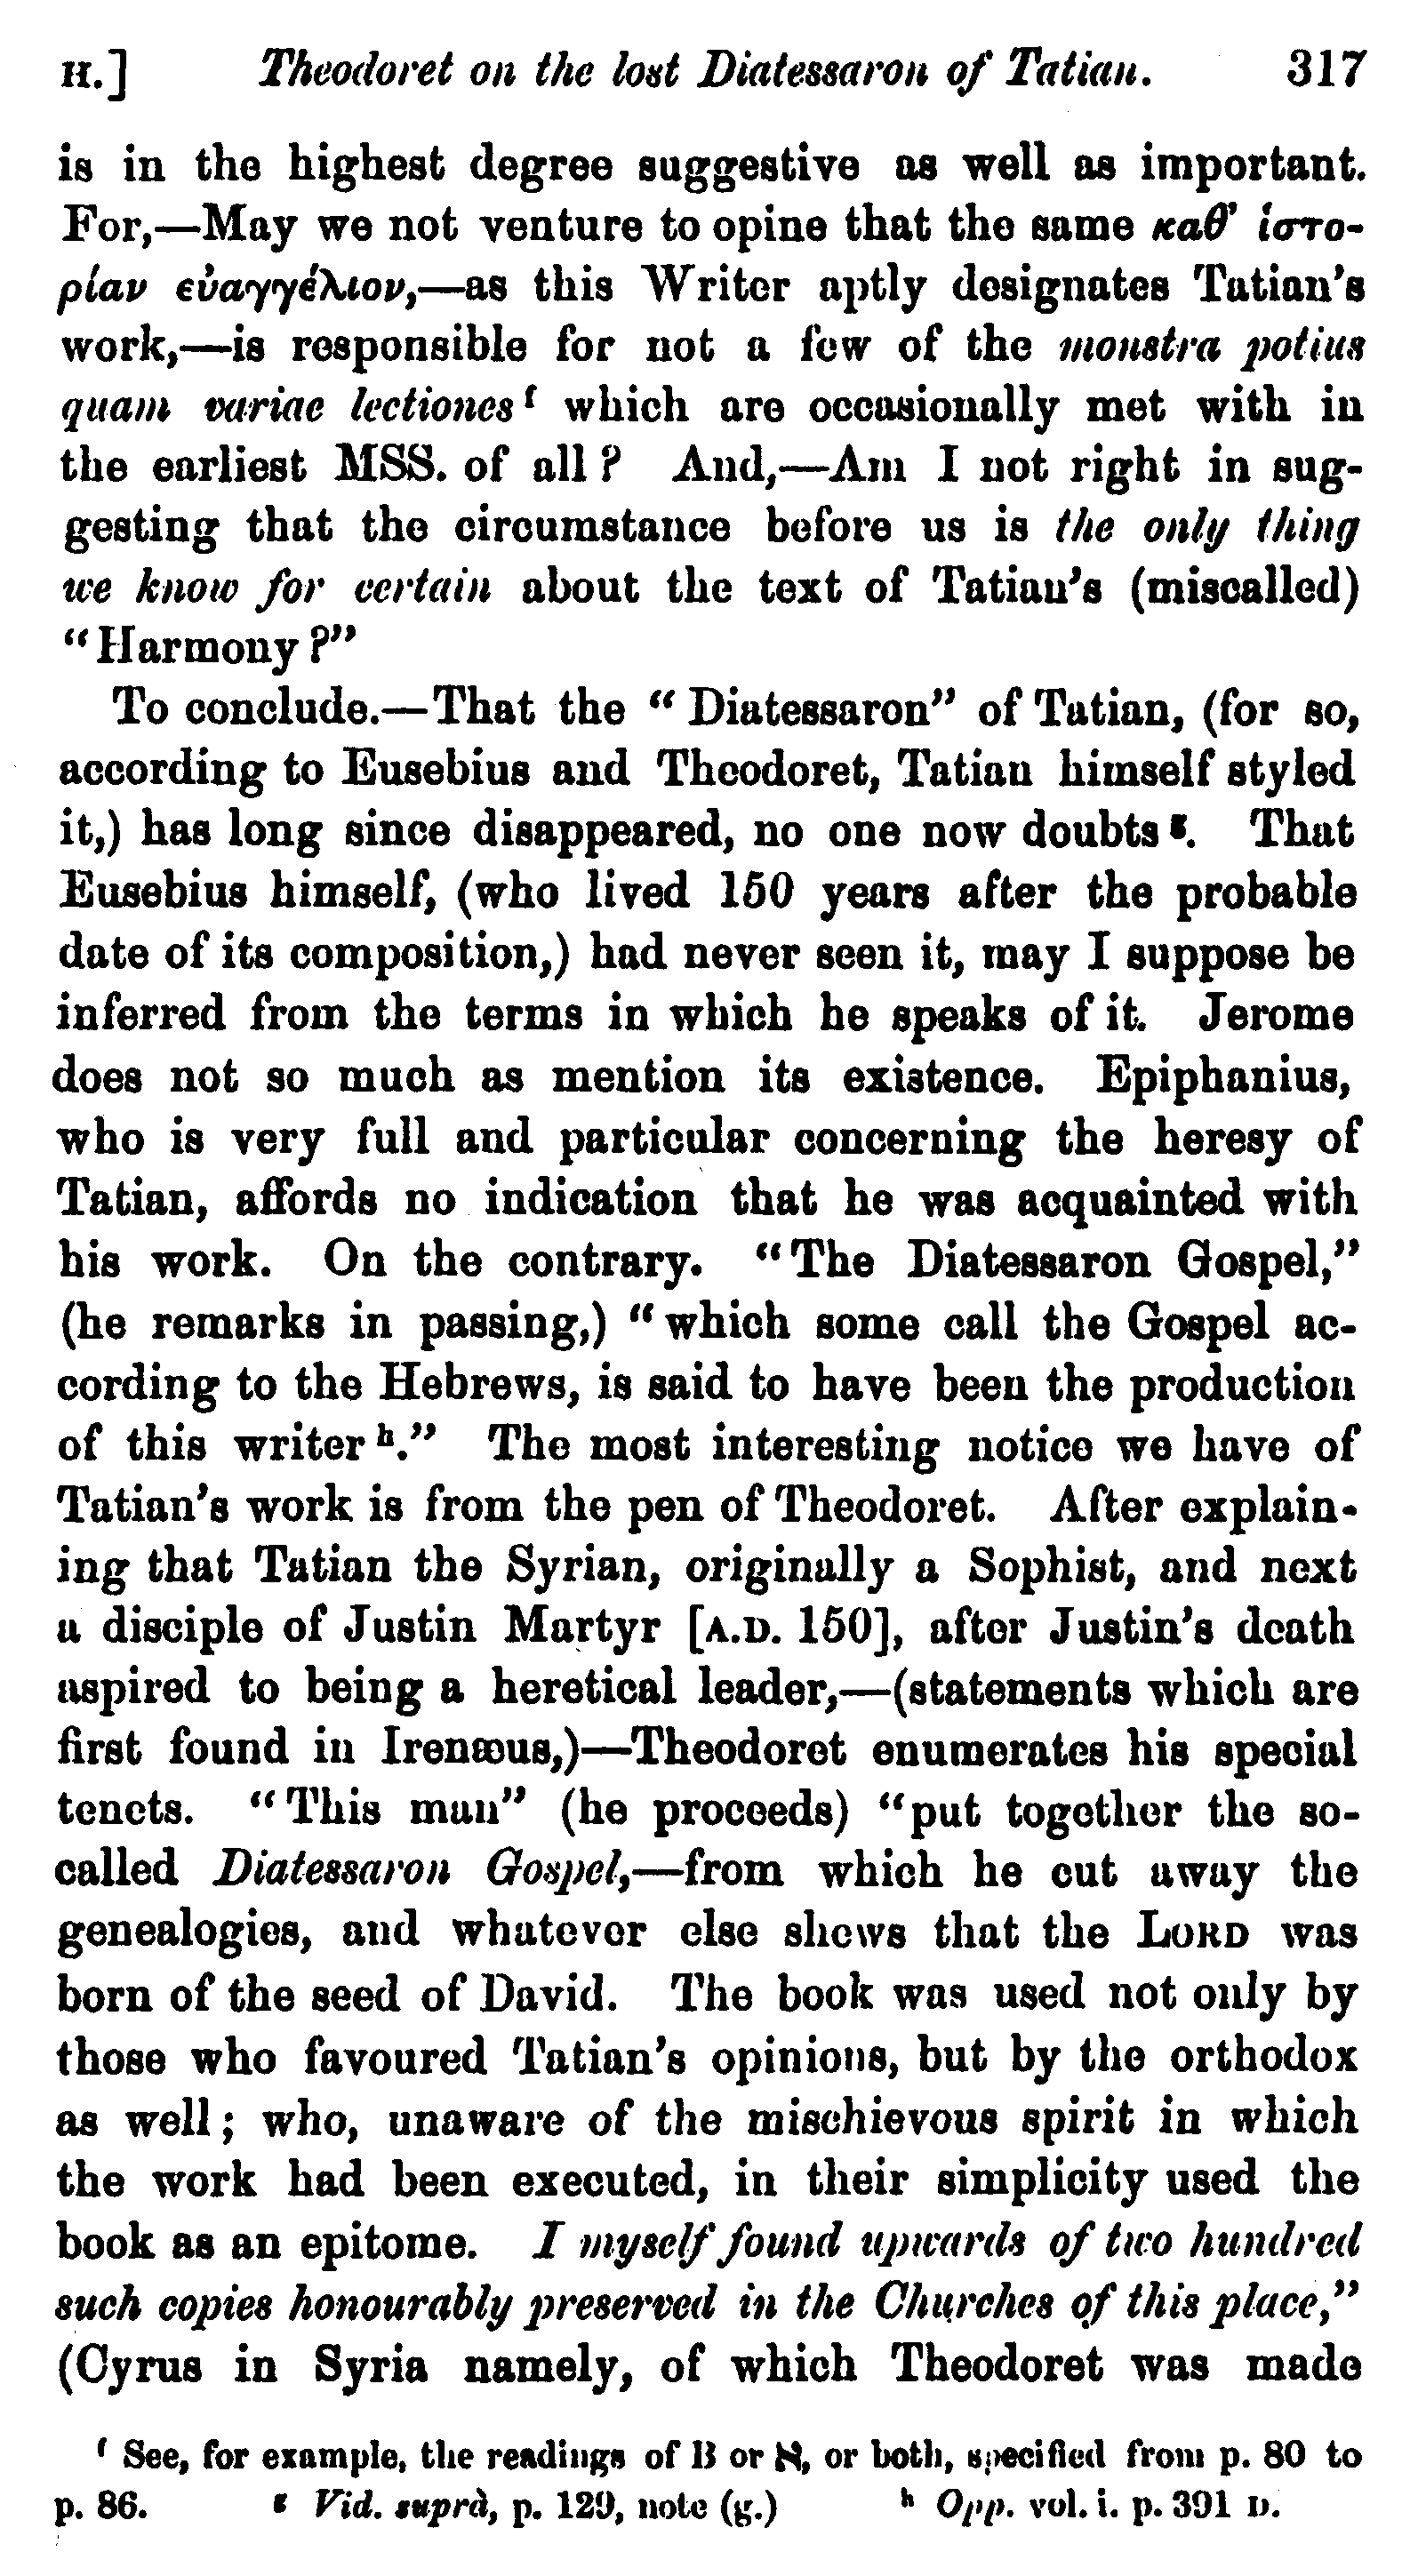 H.] Theodoret on the lost Diatessaron of Tatian. 317
is in the highest degree suggestive as well as important.
For,—May we not venture to opine that the same καθ’ ἱστο-
ρίαν εὐαγγέλιον,—as this Writer aptly designates Tatian’s
work,—is responsible for not a few of the monstra potius
quam variae lectiones f which are occasionally met with in
the earliest MSS. of all ? And,—Am I not right in sug-
gesting that the circumstance before us is the only thing
we know for certain about the text of Tatian’s (miscalled)
“Harmony ?”
To conclude.—That the “Diatessaron” of Tatian, (for so,
according to Eusebius and Theodoret, Tatian himself styled
it,) has long since disappeared, no one now doubts g. That
Eusebius himself, (who lived 150 years after the probable
date of its composition,) had never seen it, may I suppose be
inferred from the terms in which he speaks of it. Jerome
does not so much as mention its existence. Epiphanius,
who is very full and particular concerning the heresy of
Tatian, affords no indication that he was acquainted with
his work. On the contrary. “The Diatessaron Gospel,”
(he remarks in passing,) “which some call the Gospel ac-
cording to the Hebrews, is said to have been the production
of this writer h.” The most interesting notice we have of
Tatian’s work is from the pen of Theodoret. After explain-
ing that Tatian the Syrian, originally a Sophist, and next
a disciple of Justin Martyr [A.D. 150], after Justin’s death
aspired to being a heretical leader,—(statements which are
first found in Irenæus,)—Theodoret enumerates his special
tenets. “This man” (he proceeds) “put together the so-
called Diatessaron Gospel,—from which he cut away the
genealogies, and whatever else shews that the LORD was
born of the seed of David. The book was used not only by
those who favoured Tatian’s opinions, but by the orthodox
as well ; who, unaware of the mischievous spirit in which
the work had been executed, in their simplicity used the
book as an epitome. I myself found upwards of two hundred
such copies honourably preserved in the Churches of this place,”
(Cyrus in Syria namely, of which Theodoret was made
f See, for example, the readings of B or א, or both, specified from p. 80 to
p. 86. g Vid. suprà, p. 129, note (g.) h Opp. vol. i. p. 391 D.